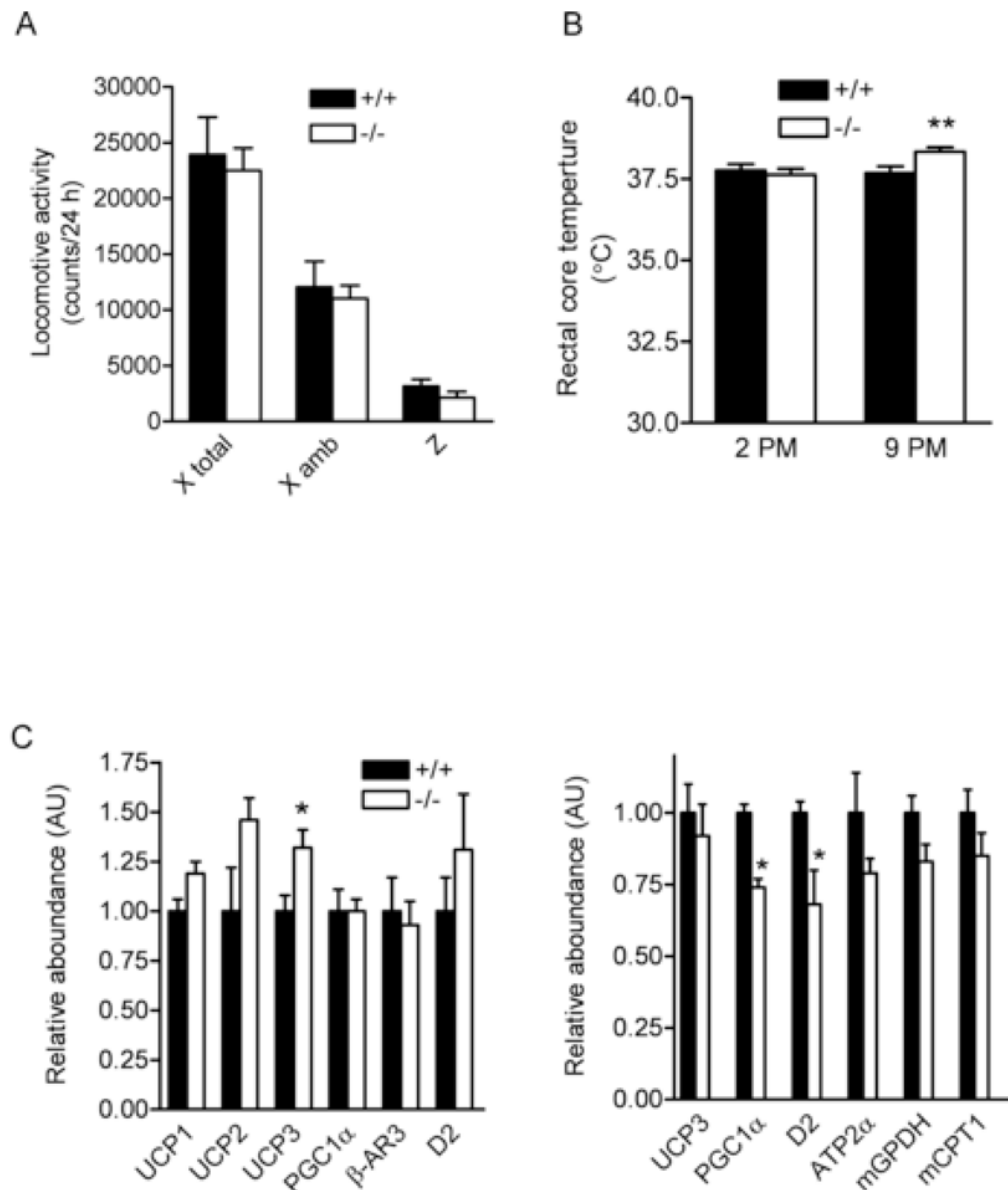 A
Locomotive activity
(counts/24 h)
30000
25000
20000
15000
10000
5000
0
+/+
-/-
X total
X amb
Z
B
Rectal core temperture
(°C)
40.0
37.5
35.0
32.5
30.0
+/+
-/-
**
2 PM
9 PM
C
Relative aboundance (AU)
1.75
1.50
1.25
1.00
0.75
0.50
0.25
0.00
+/+
-/-
*
UCP1
UCP2
UCP3
PGC1α
β-AR3
D2
Relative aboundance (AU)
1.00
0.75
0.50
0.25
0.00
*
*
UCP3
PGC1α
D2
ATP2α
mGPDH
mCPT1